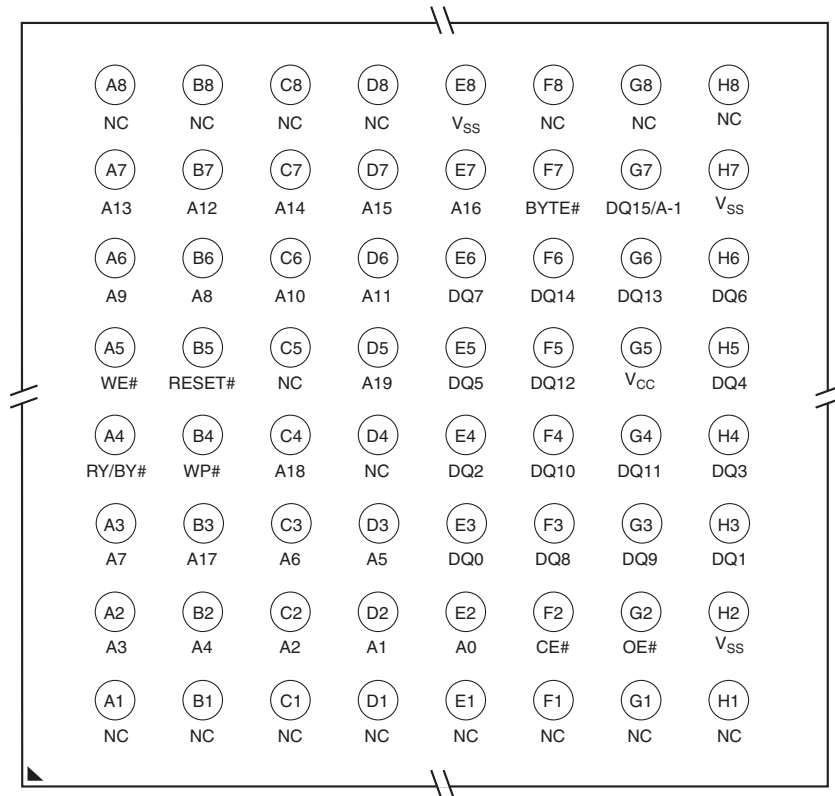 A8 B8 C8 D8 E8 F8 G8 H8
NC NC NC NC VSS NC NC NC
A7 B7 C7 D7 E7 F7 G7 H7
A13 A12 A14 A15 A16 BYTE# DQ15/A-1 VSS
A6 B6 C6 D6 E6 F6 G6 H6
A9 A8 A10 A11 DQ7 DQ14 DQ13 DQ6
A5 B5 C5 D5 E5 F5 G5 H5
WE# RESET# NC A19 DQ5 DQ12 VCC DQ4
A4 B4 C4 D4 E4 F4 G4 H4
RY/BY# WP# A18 NC DQ2 DQ10 DQ11 DQ3
A3 B3 C3 D3 E3 F3 G3 H3
A7 A17 A6 A5 DQ0 DQ8 DQ9 DQ1
A2 B2 C2 D2 E2 F2 G2 H2
A3 A4 A2 A1 A0 CE# OE# VSS
A1 B1 C1 D1 E1 F1 G1 H1
NC NC NC NC NC NC NC NC